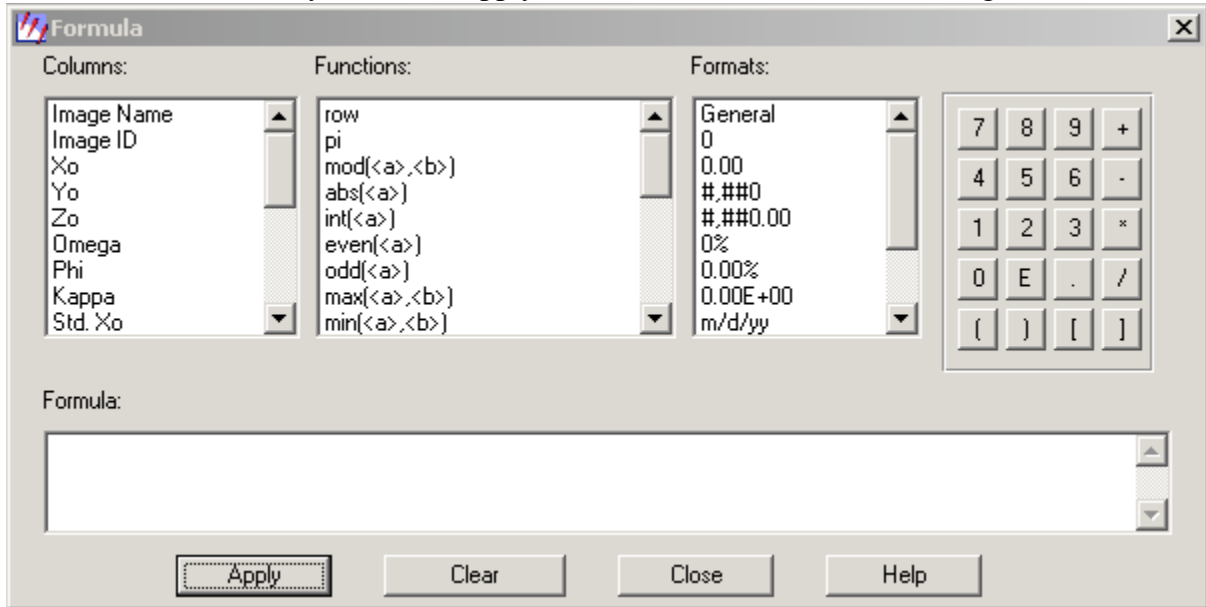 Formula
Columns: Functions: Formats:
Image Name
Image ID
Xo
Yo
Zo
Omega
Phi
Kappa
Std. Xo
row
pi
mod(<a>,<b>)
abs(<a>)
int(<a>)
even(<a>)
odd(<a>)
max(<a>,<b>)
min(<a>,<b>)
General
0
0.00
#,##0
#,##0.00
0%
0.00%
0.00E+00
m/d/yy
7 8 9 +
4 5 6 -
1 2 3 *
0 E . /
( ) [ ]
Formula:
Apply Clear Close Help